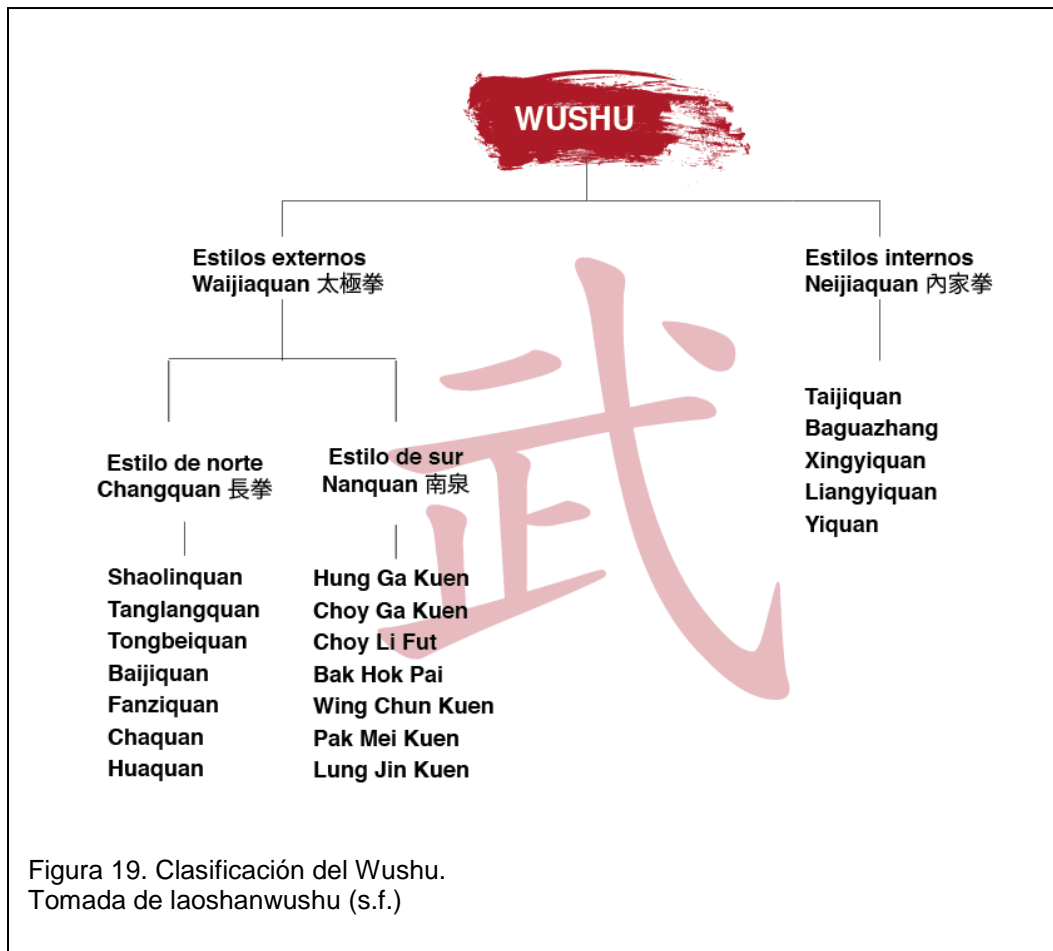 WUSHU
Estilos externos
Waijiaquan 太極拳
Estilos internos
Neijiaquan 內家拳
Estilo de norte
Changquan 長拳
Shaolinquan
Tanglangquan
Tongbeiquan
Baijiquan
Fanziquan
Chaquan
Huaquan
Estilo de sur
Nanquan 南泉
Hung Ga Kuen
Choy Ga Kuen
Choy Li Fut
Bak Hok Pai
Wing Chun Kuen
Pak Mei Kuen
Lung Jin Kuen
Taijiquan
Baguazhang
Xingyiquan
Liangyiquan
Yiquan
武
Figura 19. Clasificación del Wushu.
Tomada de laoshanwushu (s.f.)